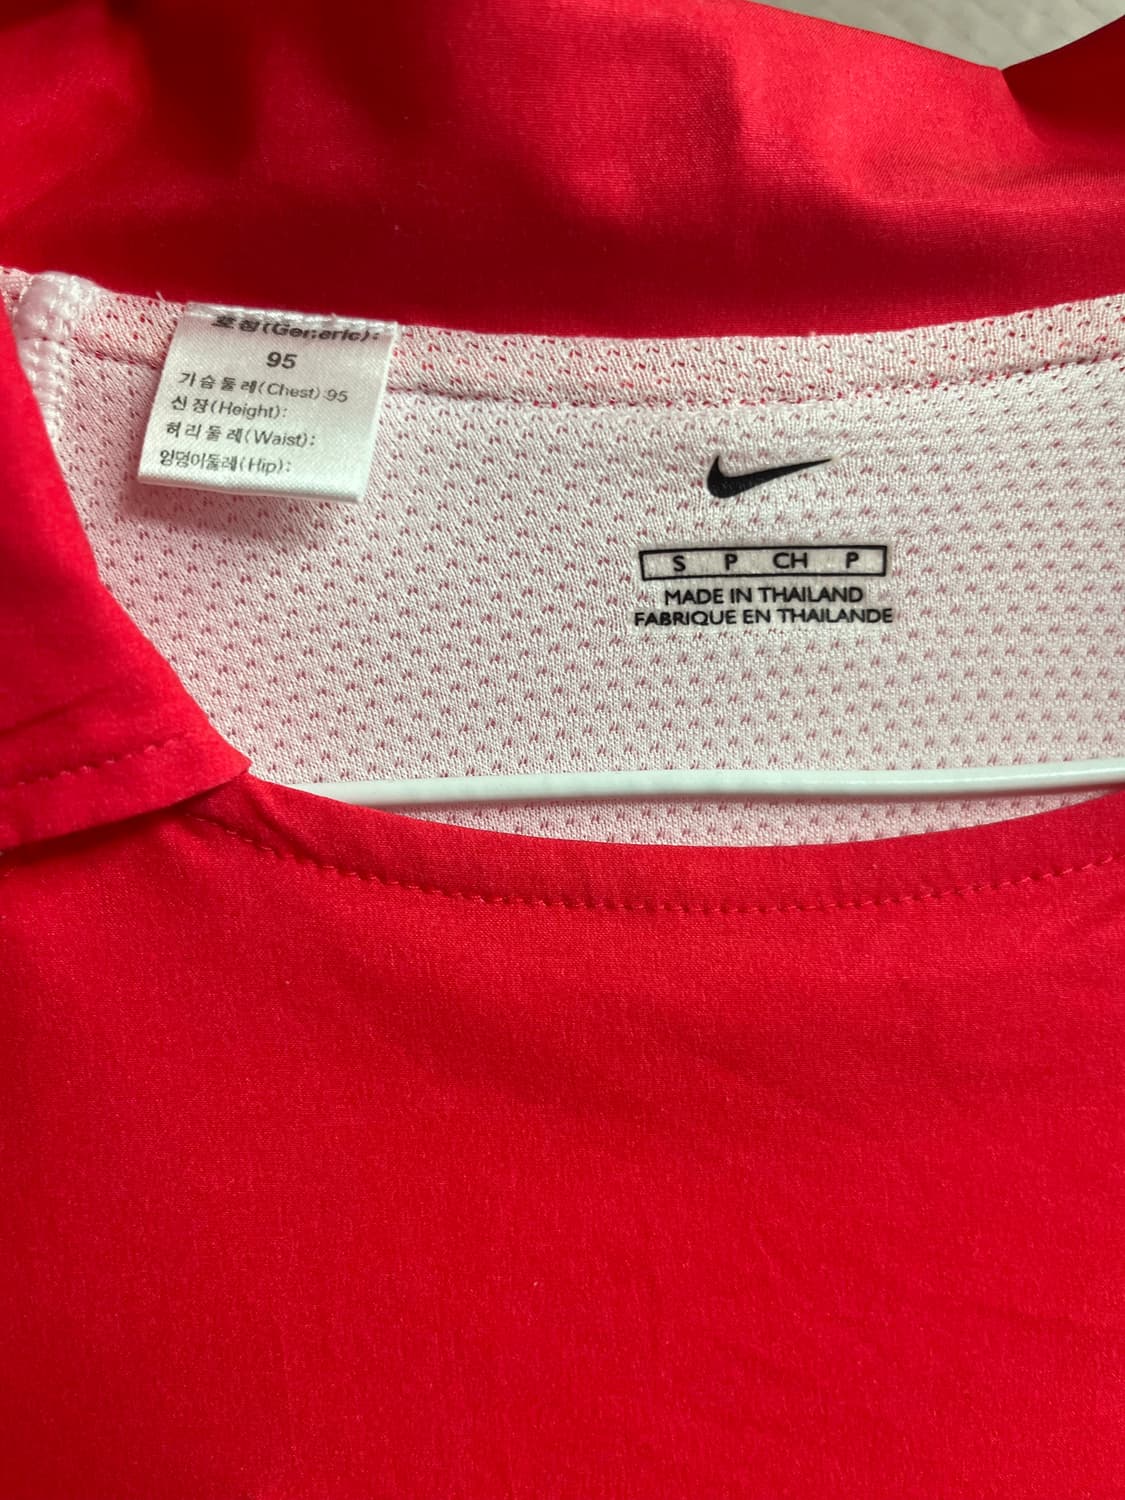 호칭(Generic):
95
가슴둘레(Chest):95
신장(Height):
허리둘레(Waist):
엉덩이둘레(Hip):
S P CH P
MADE IN THAILAND
FABRIQUE EN THAILANDE